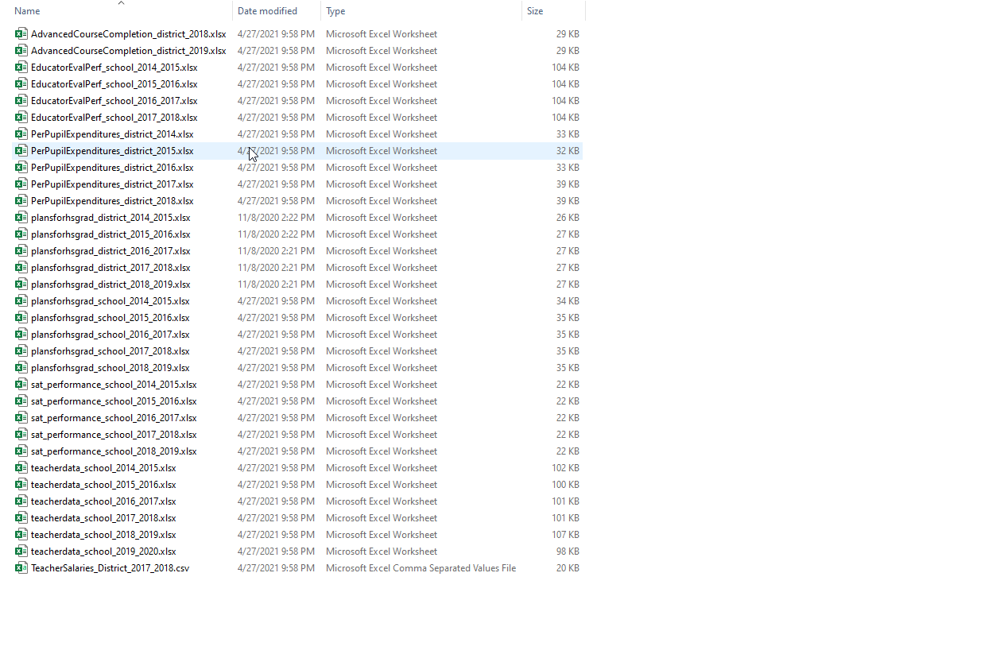 Name Date modified Type Size
AdvancedCourseCompletion_district_2018.xlsx 4/27/2021 9:58 PM Microsoft Excel Worksheet 29 KB
AdvancedCourseCompletion_district_2019.xlsx 4/27/2021 9:58 PM Microsoft Excel Worksheet 29 KB
EducatorEvalPerf_school_2014_2015.xlsx 4/27/2021 9:58 PM Microsoft Excel Worksheet 104 KB
EducatorEvalPerf_school_2015_2016.xlsx 4/27/2021 9:58 PM Microsoft Excel Worksheet 104 KB
EducatorEvalPerf_school_2016_2017.xlsx 4/27/2021 9:58 PM Microsoft Excel Worksheet 104 KB
EducatorEvalPerf_school_2017_2018.xlsx 4/27/2021 9:58 PM Microsoft Excel Worksheet 104 KB
PerPupilExpenditures_district_2014.xlsx 4/27/2021 9:58 PM Microsoft Excel Worksheet 33 KB
PerPupilExpenditures_district_2015.xlsx 4/27/2021 9:58 PM Microsoft Excel Worksheet 32 KB
PerPupilExpenditures_district_2016.xlsx 4/27/2021 9:58 PM Microsoft Excel Worksheet 33 KB
PerPupilExpenditures_district_2017.xlsx 4/27/2021 9:58 PM Microsoft Excel Worksheet 39 KB
PerPupilExpenditures_district_2018.xlsx 4/27/2021 9:58 PM Microsoft Excel Worksheet 39 KB
plansforhsgrad_district_2014_2015.xlsx 11/8/2020 2:22 PM Microsoft Excel Worksheet 26 KB
plansforhsgrad_district_2015_2016.xlsx 11/8/2020 2:22 PM Microsoft Excel Worksheet 27 KB
plansforhsgrad_district_2016_2017.xlsx 11/8/2020 2:21 PM Microsoft Excel Worksheet 27 KB
plansforhsgrad_district_2017_2018.xlsx 11/8/2020 2:21 PM Microsoft Excel Worksheet 27 KB
plansforhsgrad_district_2018_2019.xlsx 11/8/2020 2:21 PM Microsoft Excel Worksheet 27 KB
plansforhsgrad_school_2014_2015.xlsx 4/27/2021 9:58 PM Microsoft Excel Worksheet 34 KB
plansforhsgrad_school_2015_2016.xlsx 4/27/2021 9:58 PM Microsoft Excel Worksheet 35 KB
plansforhsgrad_school_2016_2017.xlsx 4/27/2021 9:58 PM Microsoft Excel Worksheet 35 KB
plansforhsgrad_school_2017_2018.xlsx 4/27/2021 9:58 PM Microsoft Excel Worksheet 35 KB
plansforhsgrad_school_2018_2019.xlsx 4/27/2021 9:58 PM Microsoft Excel Worksheet 35 KB
sat_performance_school_2014_2015.xlsx 4/27/2021 9:58 PM Microsoft Excel Worksheet 22 KB
sat_performance_school_2015_2016.xlsx 4/27/2021 9:58 PM Microsoft Excel Worksheet 22 KB
sat_performance_school_2016_2017.xlsx 4/27/2021 9:58 PM Microsoft Excel Worksheet 22 KB
sat_performance_school_2017_2018.xlsx 4/27/2021 9:58 PM Microsoft Excel Worksheet 22 KB
sat_performance_school_2018_2019.xlsx 4/27/2021 9:58 PM Microsoft Excel Worksheet 22 KB
teacherdata_school_2014_2015.xlsx 4/27/2021 9:58 PM Microsoft Excel Worksheet 102 KB
teacherdata_school_2015_2016.xlsx 4/27/2021 9:58 PM Microsoft Excel Worksheet 100 KB
teacherdata_school_2016_2017.xlsx 4/27/2021 9:58 PM Microsoft Excel Worksheet 101 KB
teacherdata_school_2017_2018.xlsx 4/27/2021 9:58 PM Microsoft Excel Worksheet 101 KB
teacherdata_school_2018_2019.xlsx 4/27/2021 9:58 PM Microsoft Excel Worksheet 107 KB
teacherdata_school_2019_2020.xlsx 4/27/2021 9:58 PM Microsoft Excel Worksheet 98 KB
TeacherSalaries_District_2017_2018.csv 4/27/2021 9:58 PM Microsoft Excel Comma Separated Values File 20 KB